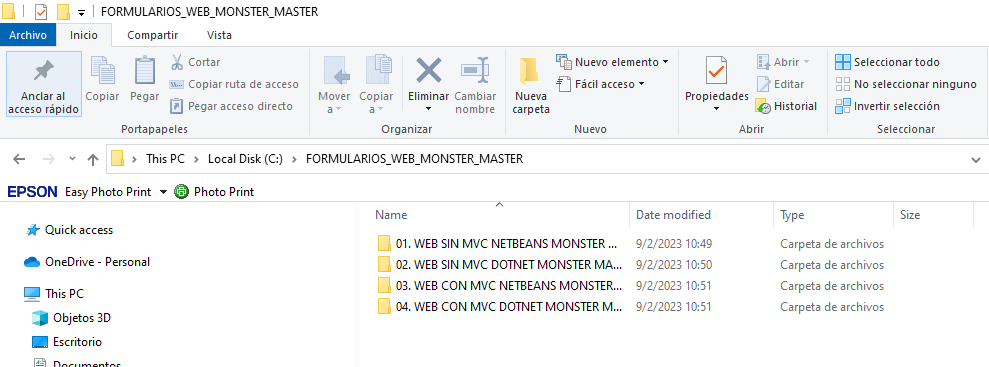 FORMULARIOS_WEB_MONSTER_MASTER
Archivo Inicio Compartir Vista
Anclar al acceso rápido
Copiar
Pegar
Cortar
Copiar ruta de acceso
Pegar acceso directo
Portapapeles
Mover a
Copiar a
Eliminar
Cambiar nombre
Organizar
Nueva carpeta
Nuevo elemento
Fácil acceso
Nuevo
Propiedades
Abrir
Editar
Historial
Abrir
Seleccionar todo
No seleccionar ninguno
Invertir selección
Seleccionar
This PC > Local Disk (C:) > FORMULARIOS_WEB_MONSTER_MASTER
EPSON Easy Photo Print Photo Print
Quick access
OneDrive - Personal
This PC
Objetos 3D
Escritorio
Documentos
Name Date modified Type Size
01. WEB SIN MVC NETBEANS MONSTER ... 9/2/2023 10:49 Carpeta de archivos
02. WEB SIN MVC DOTNET MONSTER MA... 9/2/2023 10:50 Carpeta de archivos
03. WEB CON MVC NETBEANS MONSTER... 9/2/2023 10:51 Carpeta de archivos
04. WEB CON MVC DOTNET MONSTER M... 9/2/2023 10:51 Carpeta de archivos